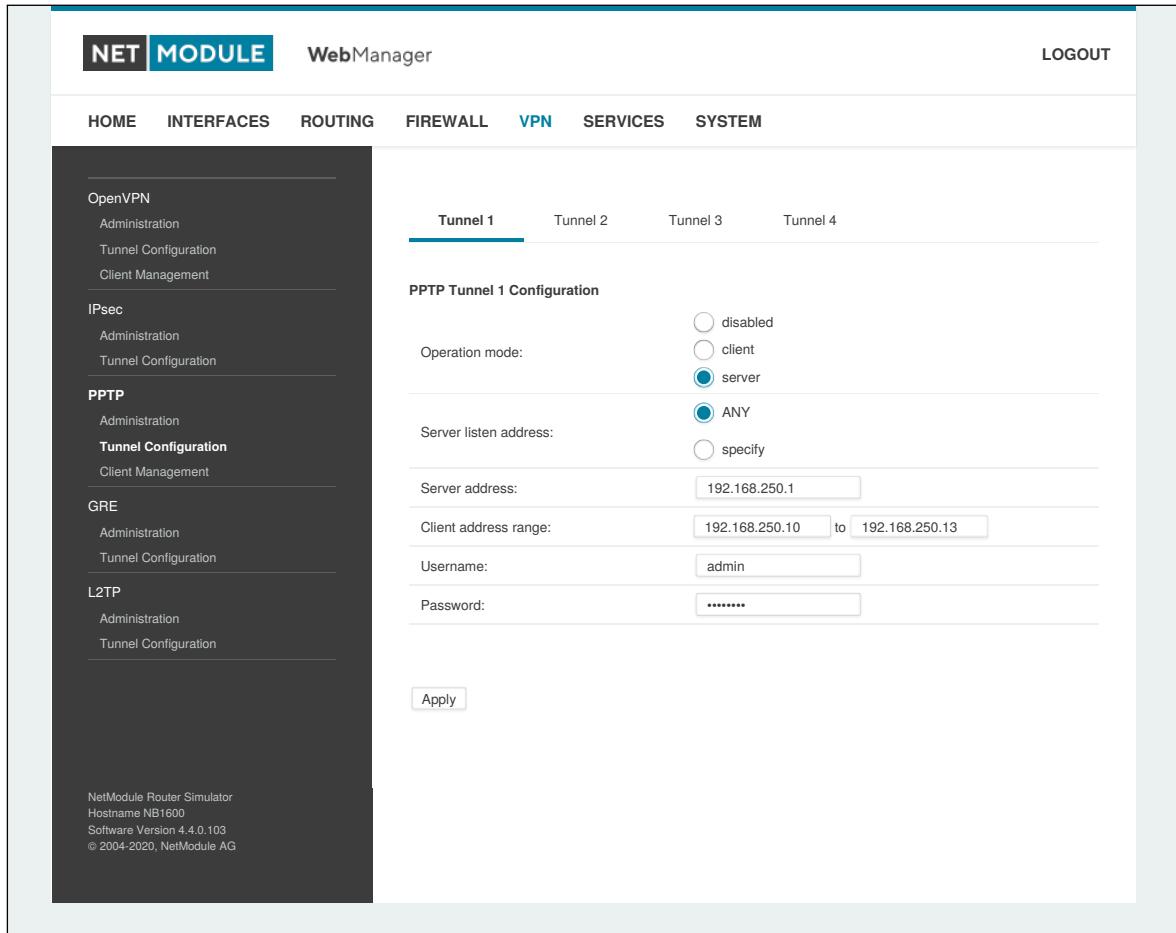 NET MODULE WebManager LOGOUT
HOME INTERFACES ROUTING FIREWALL VPN SERVICES SYSTEM
OpenVPN
Administration
Tunnel Configuration
Client Management
IPsec
Administration
Tunnel Configuration
PPTP
Administration
Tunnel Configuration
Client Management
GRE
Administration
Tunnel Configuration
L2TP
Administration
Tunnel Configuration
NetModule Router Simulator
Hostname NB1600
Software Version 4.4.0.103
© 2004-2020, NetModule AG
Tunnel 1 Tunnel 2 Tunnel 3 Tunnel 4
PPTP Tunnel 1 Configuration
Operation mode:
disabled
client
server
Server listen address:
ANY
specify
Server address: 192.168.250.1
Client address range: 192.168.250.10 to 192.168.250.13
Username: admin
Password: ••••••••
Apply